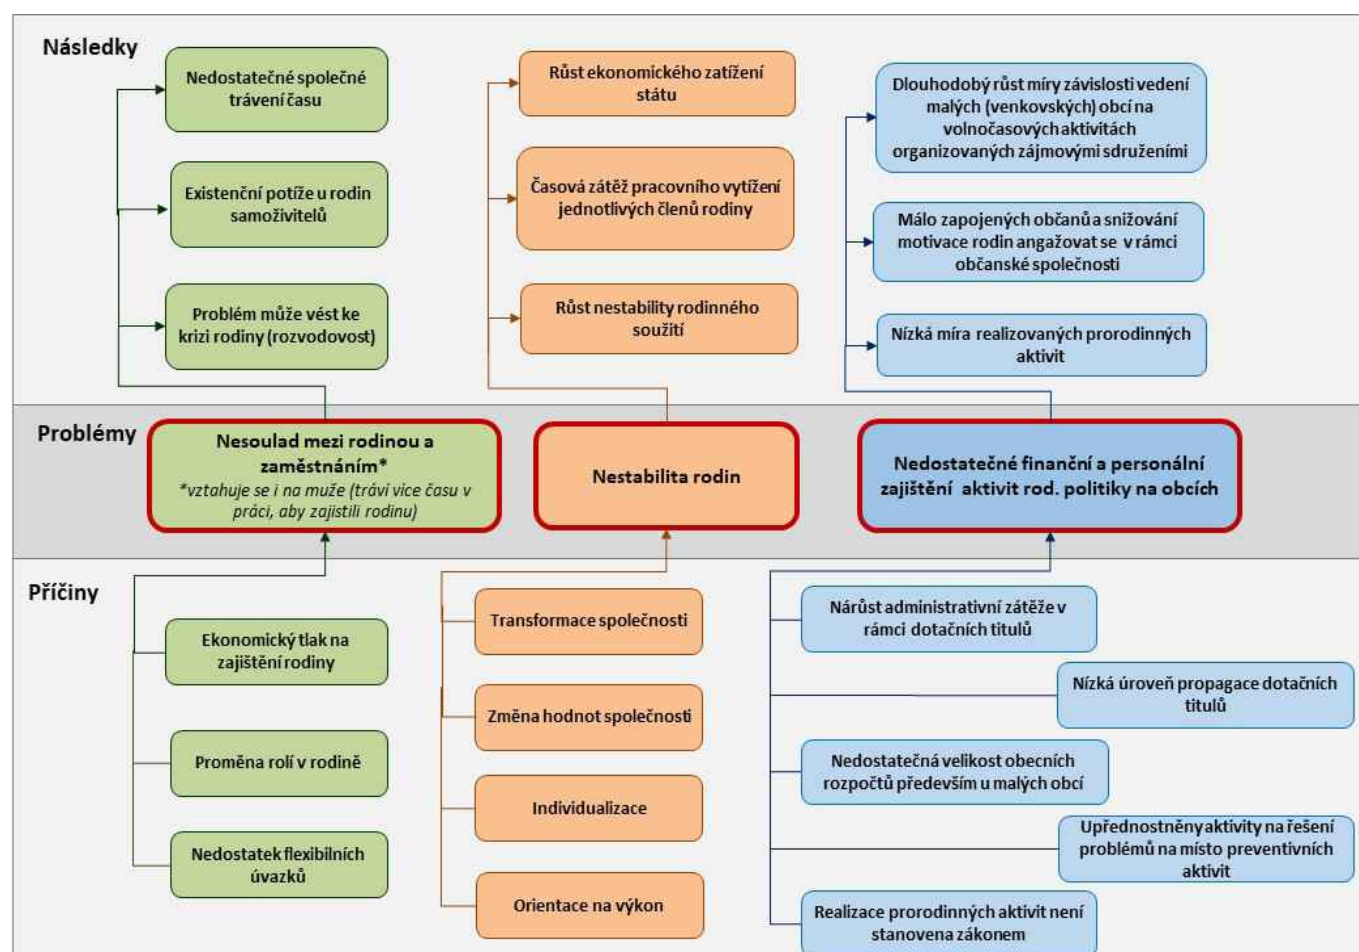 Následky
Nedostatečné společné
trávení času
Existenční potíže u rodin
samoživitelů
Problém může vést ke
krizi rodiny (rozvodovost)
Růst ekonomického zatížení
státu
Časová zátěž pracovního vytížení
jednotlivých členů rodiny
Růst nestability rodinného
soužití
Dlouhodobý růst míry závislosti vedení
malých (venkovských) obcí na
volnočasových aktivitách
organizovaných zájmovými sdruženími
Málo zapojených občanů a snižování
motivace rodin angažovat se v rámci
občanské společnosti
Nízká míra realizovaných prorodinných
aktivit
Problémy
Nesoulad mezi rodinou a
zaměstnáním*
*vztahuje se i na muže (tráví více času v
práci, aby zajistili rodinu)
Nestabilita rodin
Nedostatečné finanční a personální
zajištění aktivit rod. politiky na obcích
Příčiny
Ekonomický tlak na
zajištění rodiny
Proměna rolí v rodině
Nedostatek flexibilních
úvazků
Transformace společnosti
Změna hodnot společnosti
Individualizace
Orientace na výkon
Nárůst administrativní zátěže v
rámci dotačních titulů
Nízká úroveň propagace dotačních
titulů
Nedostatečná velikost obecních
rozpočtů především u malých obcí
Upřednostněny aktivity na řešení
problémů na místo preventivních
aktivit
Realizace prorodinných aktivit není
stanovena zákonem